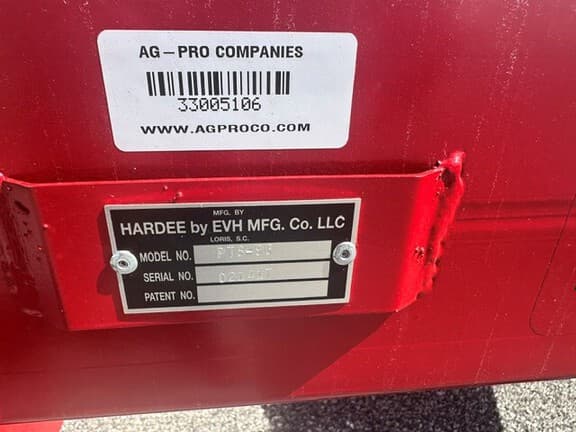 AG-PRO COMPANIES
33005106
WWW.AGPROCO.COM
MFG. BY
HARDEE by EVH MFG. Co. LLC
LORIS, S.C.
MODEL NO.
SERIAL NO.
PATENT NO.